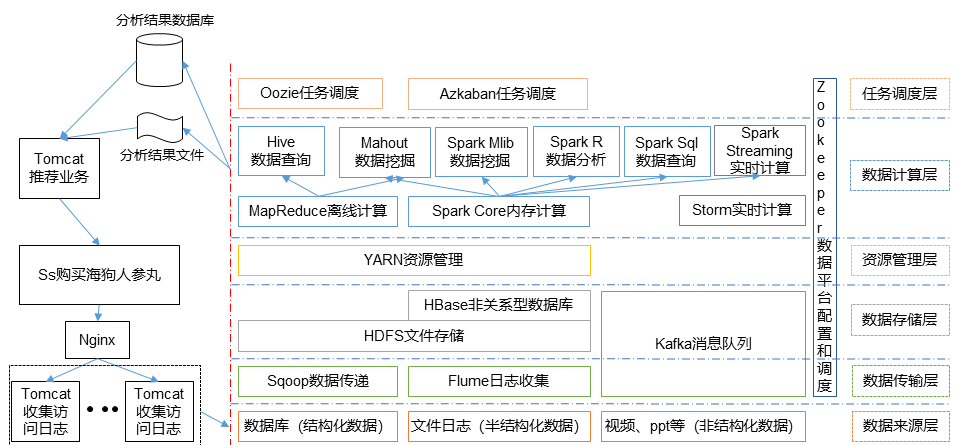 分析结果数据库
分析结果文件
Tomcat
推荐业务
Ss购买海狗人参丸
Nginx
Tomcat
收集访
问日志
Tomcat
收集访
问日志
Oozie任务调度
Azkaban任务调度
任务调度层
Hive
数据查询
Mahout
数据挖掘
Spark Mlib
数据挖掘
Spark R
数据分析
Spark Sql
数据查询
Spark
Streaming
实时计算
数据计算层
MapReduce离线计算
Spark Core内存计算
Storm实时计算
YARN资源管理
资源管理层
HBase非关系型数据库
HDFS文件存储
Kafka消息队列
数据存储层
Sqoop数据传递
Flume日志收集
数据传输层
数据库（结构化数据）
文件日志（半结构化数据）
视频、ppt等（非结构化数据）
数据来源层
Zookeeper数据平台配置和调度